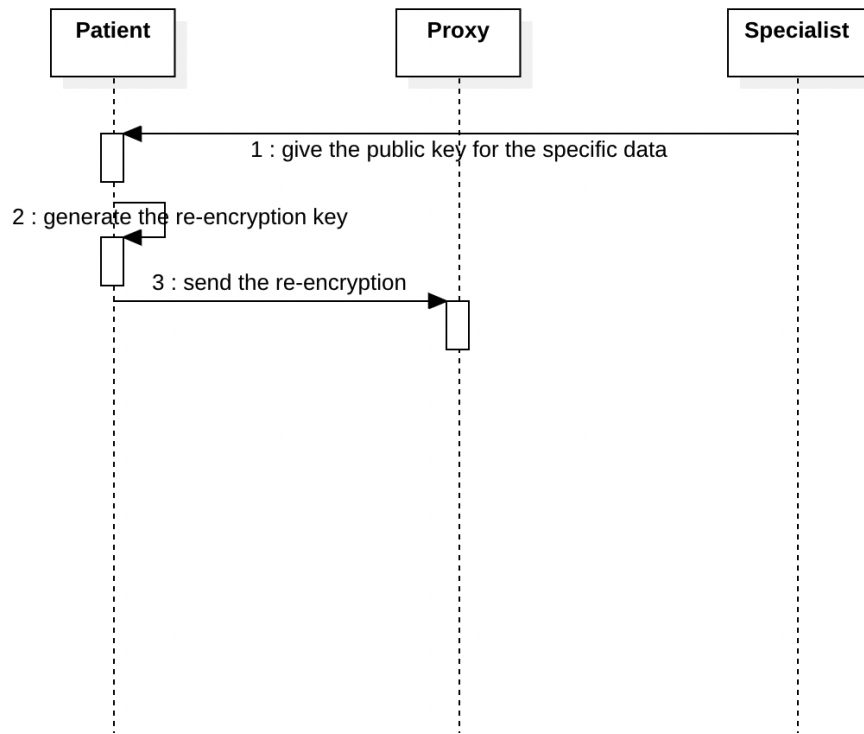 Patient
Proxy
Specialist
1 : give the public key for the specific data
2 : generate the re-encryption key
3 : send the re-encryption